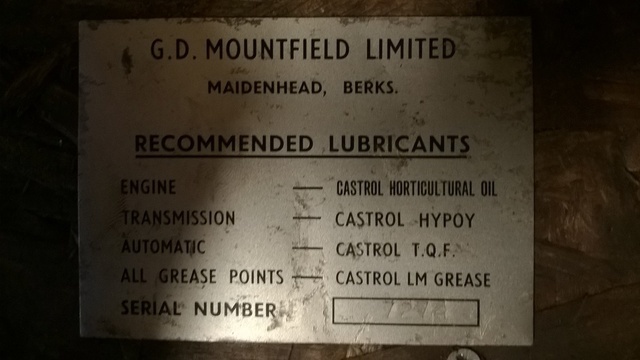 G.D. MOUNTFIELD LIMITED
MAIDENHEAD, BERKS.
RECOMMENDED LUBRICANTS
ENGINE — CASTROL HORTICULTURAL OIL
TRANSMISSION — CASTROL HYPOY
AUTOMATIC — CASTROL T.Q.F.
ALL GREASE POINTS — CASTROL LM GREASE
SERIAL NUMBER